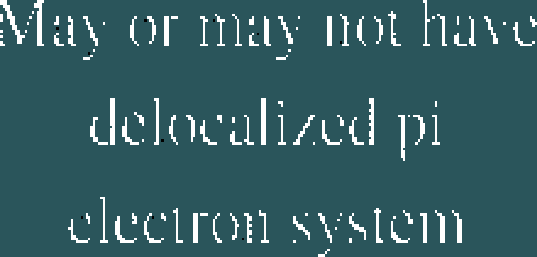 May or may not have
delocalized pi
electron system